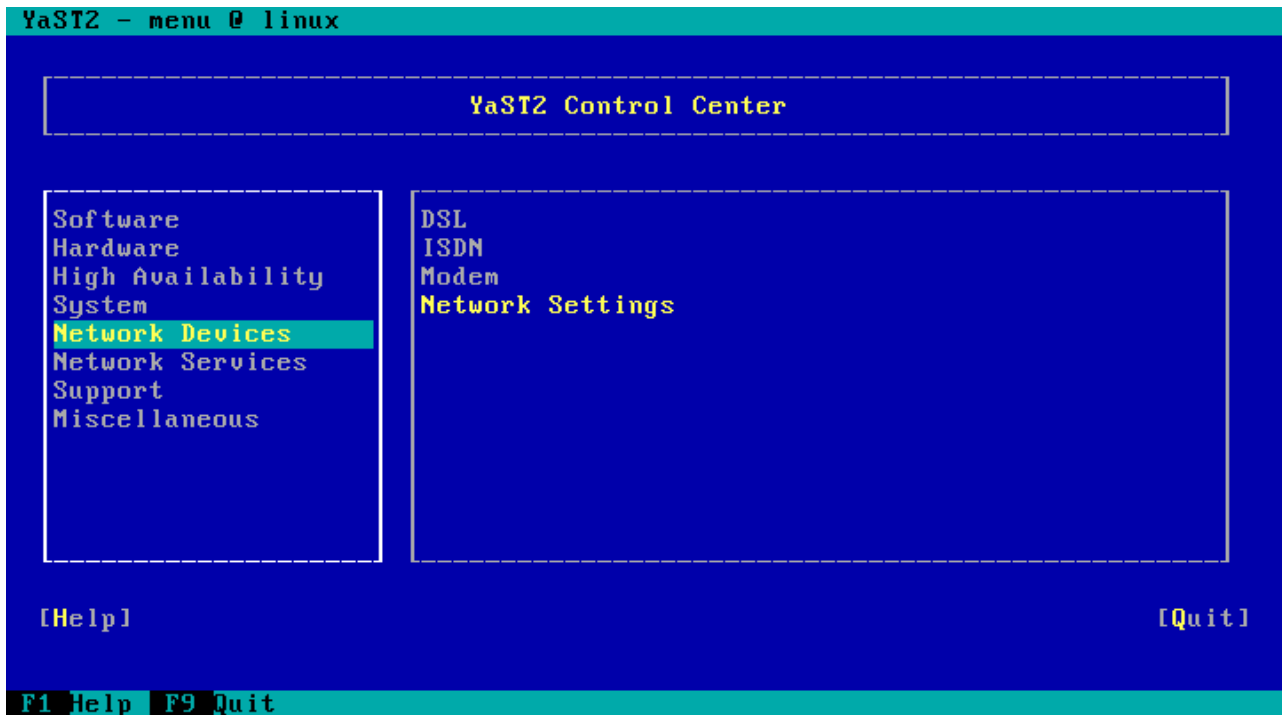 YaST2 - menu @ linux
YaST2 Control Center
Software
Hardware
High Availability
System
Network Devices
Network Services
Support
Miscellaneous
DSL
ISDN
Modem
Network Settings
[Help] [Quit]
F1 Help F9 Quit